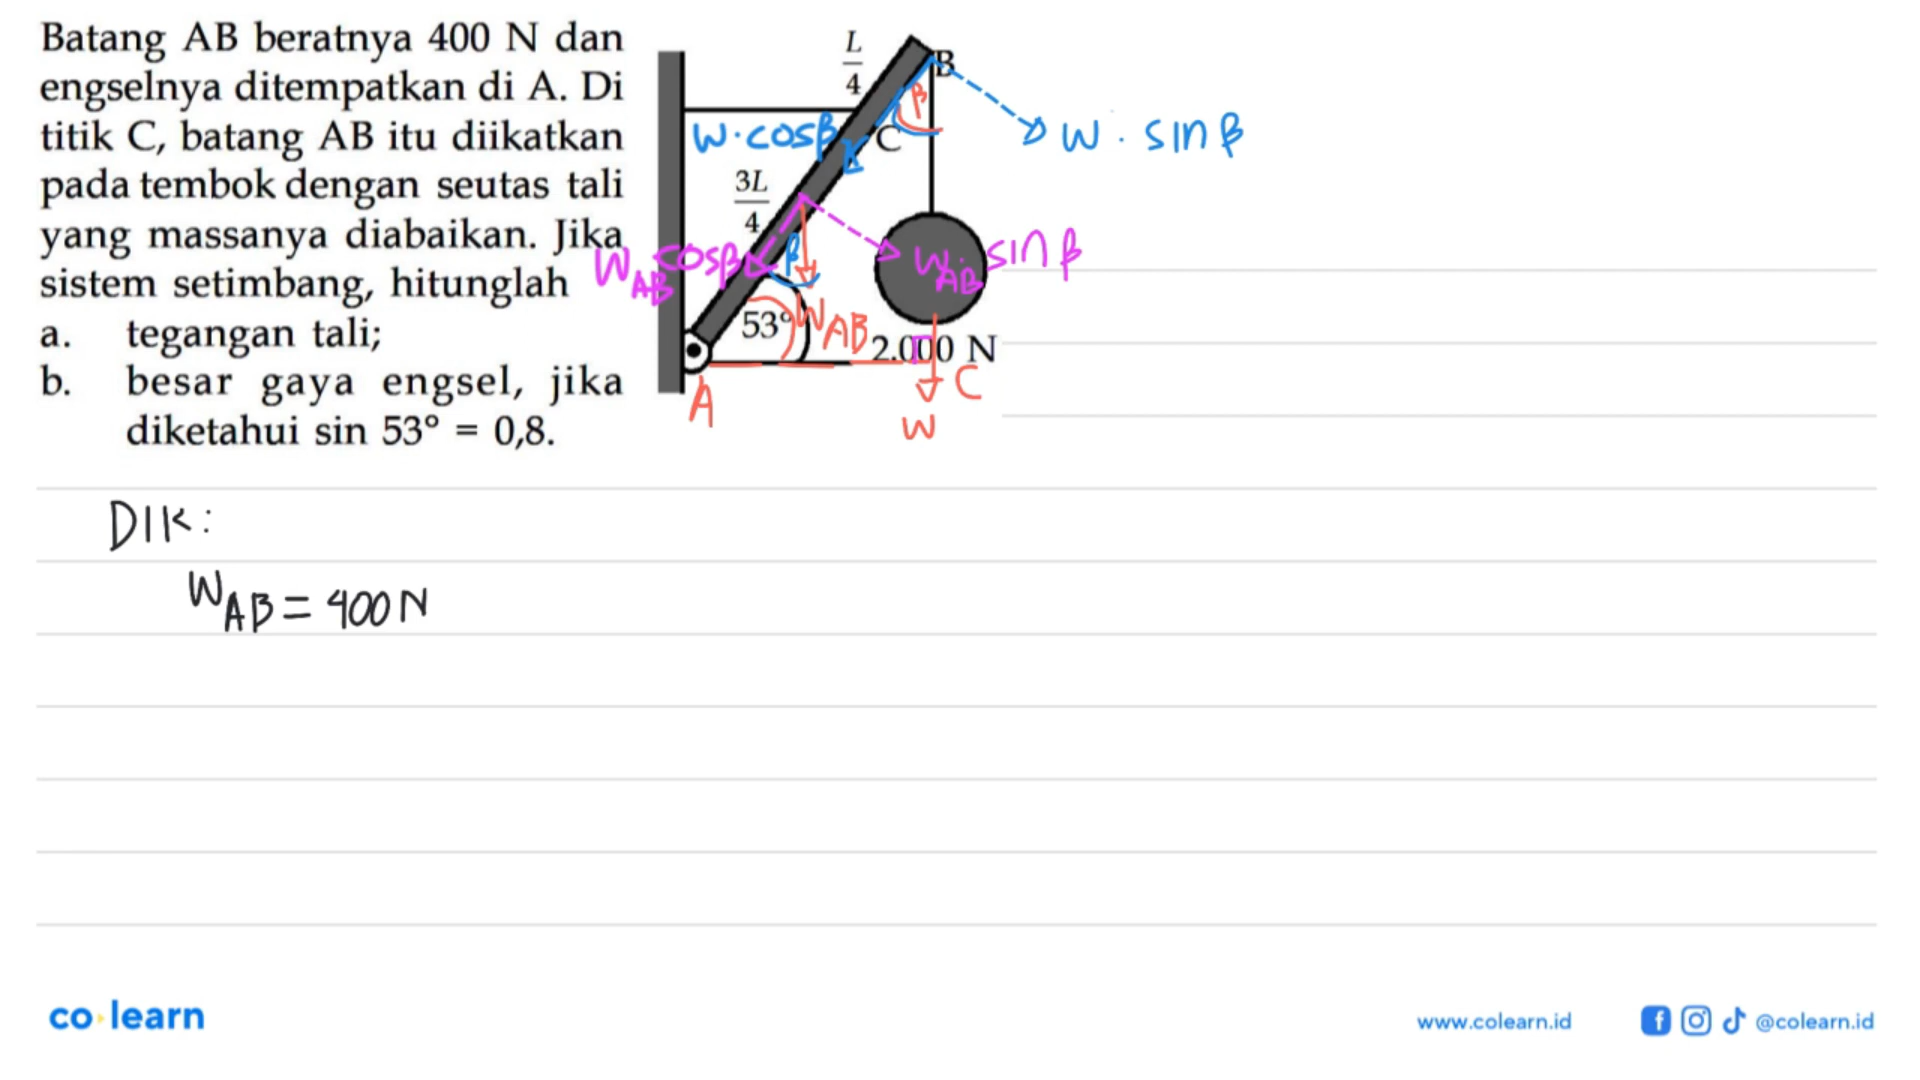 Batang AB beratnya 400 N dan
engselnya ditempatkan di A. Di
titik C, batang AB itu diikatkan
pada tembok dengan seutas tali
yang massanya diabaikan. Jika
sistem setimbang, hitunglah
a. tegangan tali;
b. besar gaya engsel, jika
diketahui sin 53° = 0,8.
L/4
B
β
W·cosβ
C
W · sin β
3L/4
W_AB cosβ
β
W_AB · sin β
53°
W_AB
2.000 N
A
C
W
DIK:
W_AB = 400 N
co learn
www.colearn.id
@colearn.id